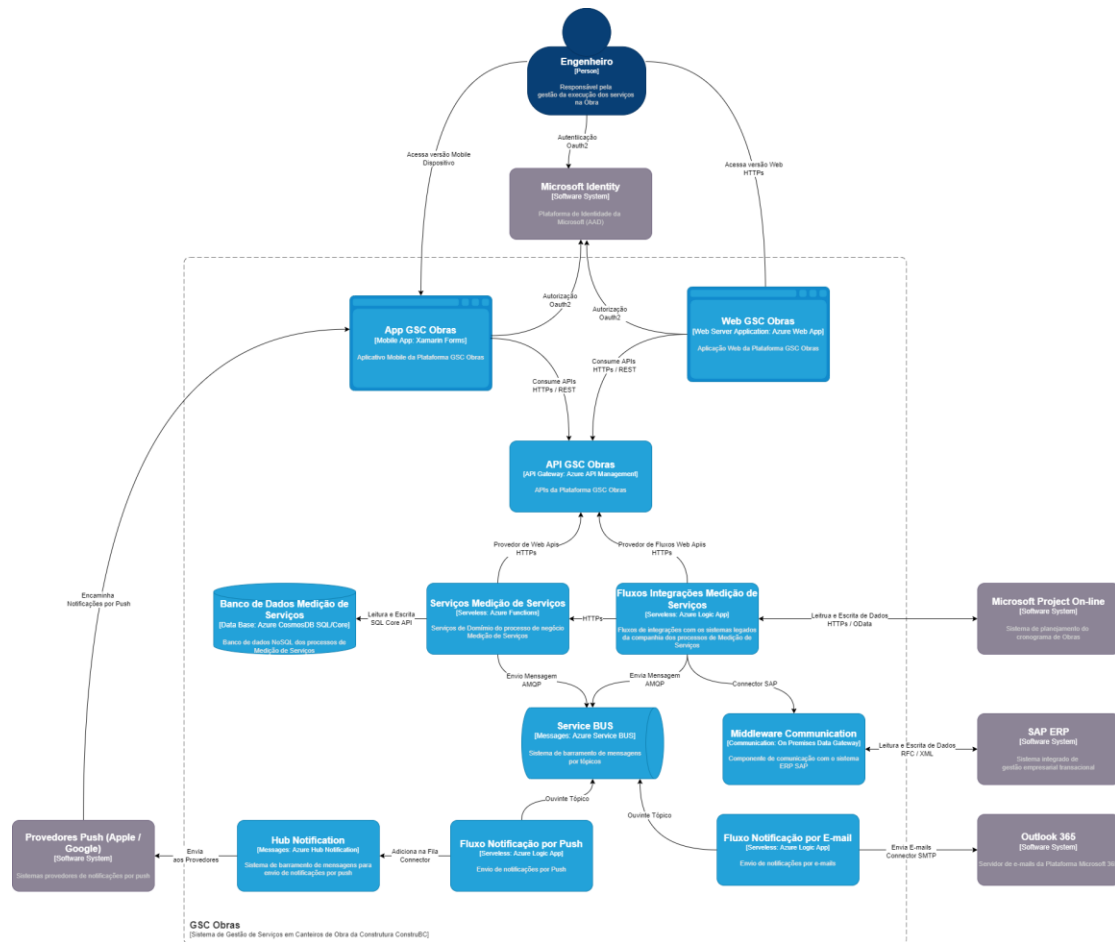 Engenheiro
[Person]
Responsável pela
gestão da execução dos serviços
na Obra
Autenticação
Oauth2
Acessa versão Mobile
Dispositivo
Acessa versão Web
HTTPs
Microsoft Identity
[Software System]
Plataforma de Identidade da
Microsoft (AAD)
App GSC Obras
[Mobile App: Xamarin Forms]
Aplicativo Mobile da Plataforma GSC Obras
Autorização
Oauth2
Autorização
Oauth2
Web GSC Obras
[Web Server Application: Azure Web App]
Aplicação Web da Plataforma GSC Obras
Consume APIs
HTTPs / REST
Consume APIs
HTTPs / REST
API GSC Obras
[API Gateway: Azure API Management]
APIs da Plataforma GSC Obras
Provedor de Web Apis
HTTPs
Provedor de Fluxos Web Apiis
HTTPs
Encaminha
Notificações por Push
Banco de Dados Medição de
Serviços
[Data Base: Azure CosmosDB SQL/Core]
Banco de dados NoSQL dos processos de
Medição de Serviços
Leitura e Escrita
SQL Core API
Serviços Medição de Serviços
[Serveless: Azure Functions]
Serviços de Domínio do processo de negócio
Medição de Serviços
HTTPs
Fluxos Integrações Medição de
Serviços
[Serveless: Azure Logic App]
Fluxos de integrações com os sistemas legados
da companhia dos processos de Medição de
Serviços
Leitrua e Escrita de Dados
HTTPs / OData
Microsoft Project On-line
[Software System]
Sistema de planejamento do
cronograma de Obras
Envio Mensagem
AMQP
Envia Mensagem
AMQP
Connector SAP
Service BUS
[Messages: Azure Service BUS]
Sistema de barramento de mensagens
por tópicos
Middleware Communication
[Communication: Os Premises Data Gateway]
Componente de comunicação com o sistema
ERP SAP
Leitura e Escrita de Dados
RFC / XML
SAP ERP
[Software System]
Sistema integrado de
gestão empresarial transacional
Ouvinte Tópico
Ouvinte Tópico
Provedores Push (Apple /
Google)
[Software System]
Sistemas provedores de notificações por push
Envia
aos Provedores
Hub Notification
[Messages: Azure Hub Notification]
Sistema de barramento de mensagens para
envio de notificações por push
Adiciona na Fila
Connector
Fluxo Notificação por Push
[Serveless: Azure Logic App]
Envio de notificações por Push
Fluxo Notificação por E-mail
[Serveless: Azure Logic App]
Envio de notificações por e-mails
Envia E-mails
Connector SMTP
Outlook 365
[Software System]
Servidor de e-mails da Plataforma Microsoft
GSC Obras
[Sistema de Gestão de Serviços em Canteiros de Obra da Construtura ConstruBC]